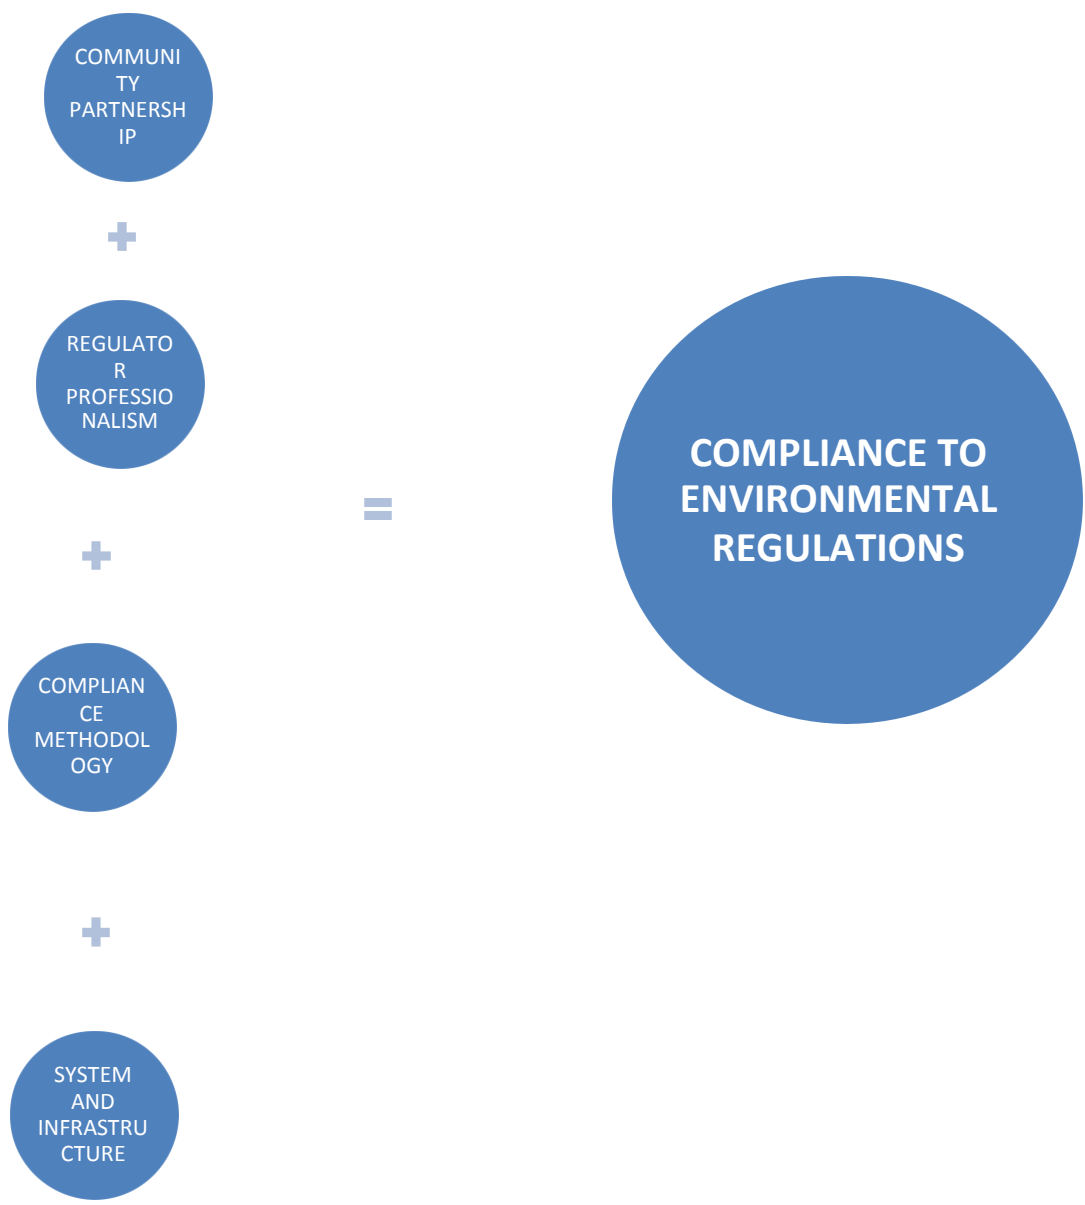 COMMUNI
TY
PARTNERSH
IP
REGULATO
R
PROFESSIO
NALISM
COMPLIAN
CE
METHODOL
OGY
SYSTEM
AND
INFRASTRU
CTURE
COMPLIANCE TO
ENVIRONMENTAL
REGULATIONS